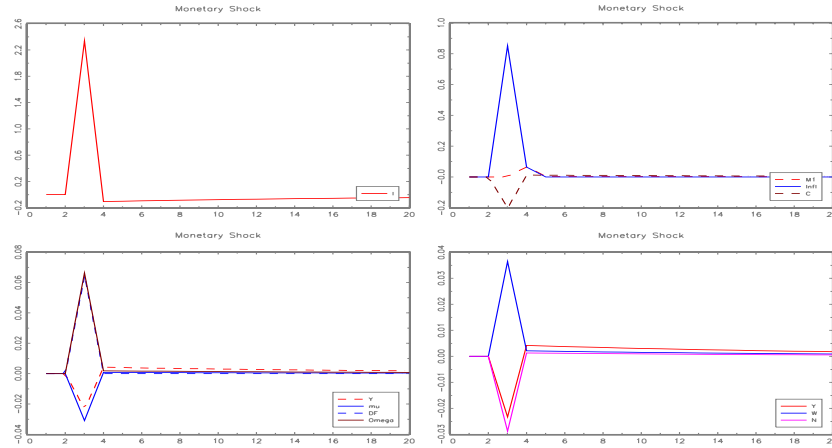 Monetary Shock
2.6
2.2
1.8
1.4
1.0
0.6
0.2
−0.2
0 2 4 6 8 10 12 14 16 18 20
I
Monetary Shock
1.0
0.8
0.6
0.4
0.2
−0.0
−0.2
0 2 4 6 8 10 12 14 16 18 20
MT
Infl
C
Monetary Shock
0.08
0.06
0.04
0.02
0.00
−0.02
−0.04
0 2 4 6 8 10 12 14 16 18 20
Y
mu
DF
Omega
Monetary Shock
0.04
0.03
0.02
0.01
0.00
−0.01
−0.02
−0.03
0 2 4 6 8 10 12 14 16 18 20
Y
W
N